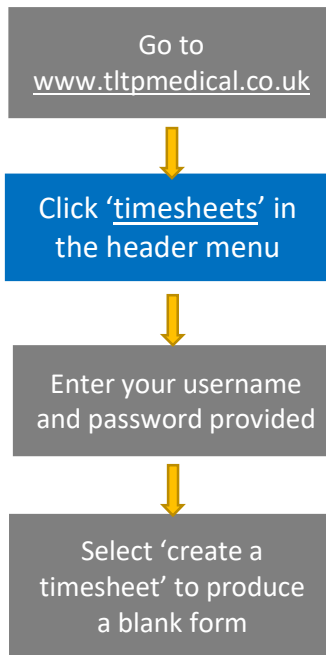 Go to
www.tltpmedical.co.uk
Click ‘timesheets’ in
the header menu
Enter your username
and password provided
Select ‘create a
timesheet’ to produce
a blank form